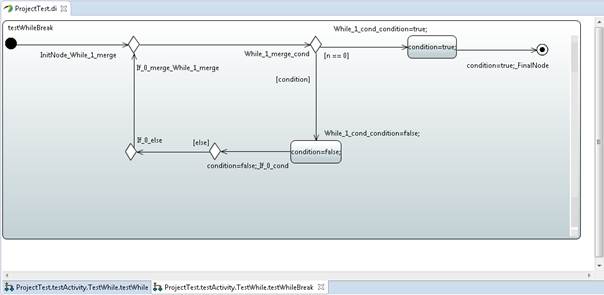 ProjectTest.di
testWhileBreak
While_1_cond_condition=true;
InitNode_While_1_merge
While_1_merge_cond
[n == 0]
condition=true;
If_0_merge_While_1_merge
condition=true;_FinalNode
[condition]
While_1_cond_condition=false;
If_0_else
[else]
condition=false;
condition=false;_If_0_cond
ProjectTest.testActivity.TestWhile.testWhile
ProjectTest.testActivity.TestWhile.testWhileBreak